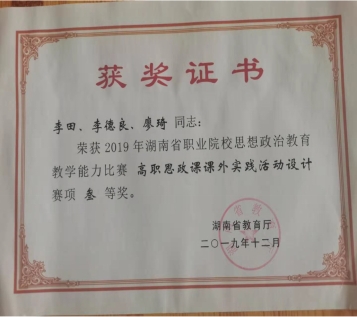 获奖证书
李田、李德良、廖琦 同志：
荣获 2019 年湖南省职业院校思想政治教育
教学能力比赛 高职思政课课外实践活动设计
赛项 叁 等奖。
湖南省教育厅
二〇一九年十二月